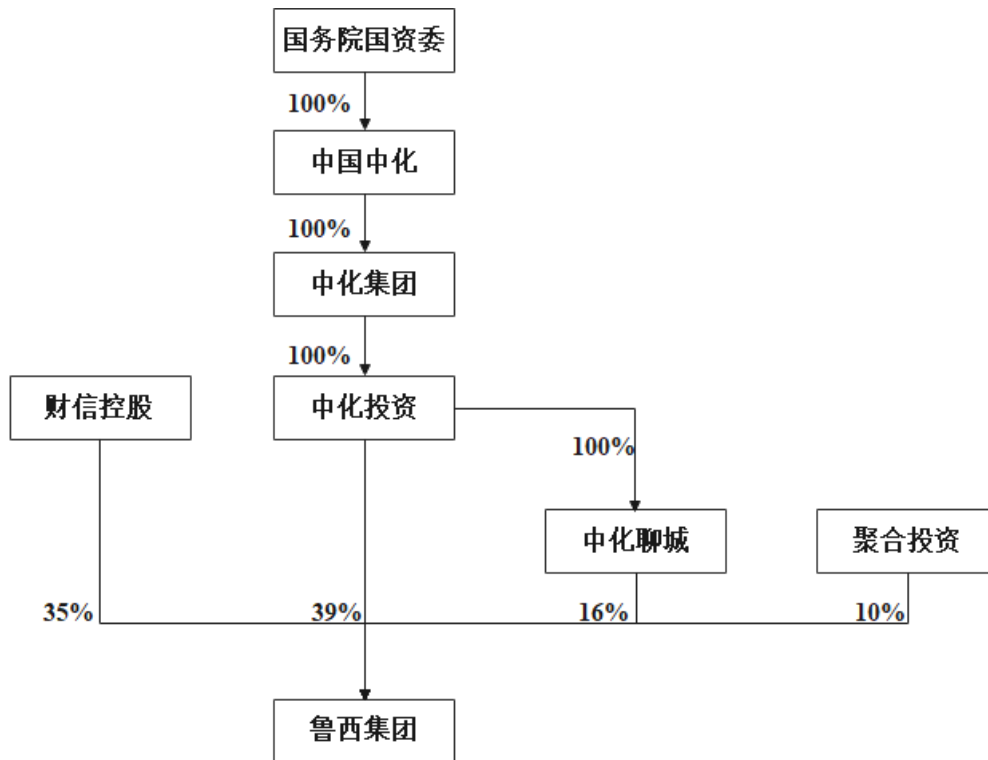 国务院国资委
100%
中国中化
100%
中化集团
100%
财信控股
中化投资
100%
中化聊城
聚合投资
35%
39%
16%
10%
鲁西集团